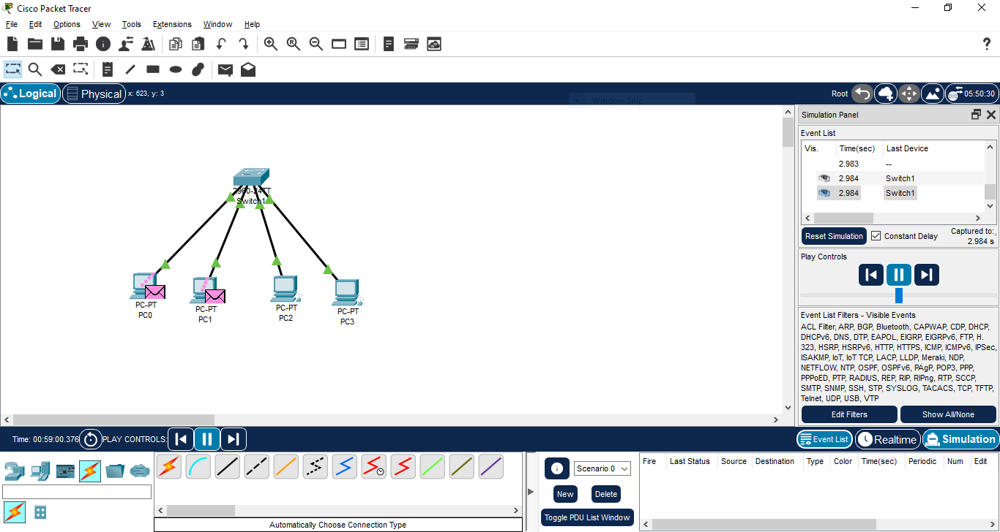 Cisco Packet Tracer
File Edit Options View Tools Extensions Window Help
Logical Physical x: 623, y: 3 Root 05:50:30
Window Snip
Simulation Panel
Event List
Vis. Time(sec) Last Device
2.983 --
2.984 Switch1
2.984 Switch1
Reset Simulation Constant Delay Captured to:
2.984 s
Play Controls
Event List Filters - Visible Events
ACL Filter, ARP, BGP, Bluetooth, CAPWAP, CDP, DHCP,
DHCPv6, DNS, DTP, EAPOL, EIGRP, EIGRPv6, FTP, H.
323, HSRP, HSRPv6, HTTP, HTTPS, ICMP, ICMPv6, IPSec,
ISAKMP, IoT, IoT TCP, LACP, LLDP, Meraki, NDP,
NETFLOW, NTP, OSPF, OSPFv6, PAgP, POP3, PPP,
PPPoED, PTP, RADIUS, REP, RIP, RIPng, RTP, SCCP,
SMTP, SNMP, SSH, STP, SYSLOG, TACACS, TCP, TFTP,
Telnet, UDP, USB, VTP
Edit Filters Show All/None
2960-24TT
Switch1
PC-PT
PC0
PC-PT
PC1
PC-PT
PC2
PC-PT
PC3
Time: 00:59:00.376 PLAY CONTROLS: Event List Realtime Simulation
Automatically Choose Connection Type
Scenario 0
New Delete
Toggle PDU List Window
Fire Last Status Source Destination Type Color Time(sec) Periodic Num Edit